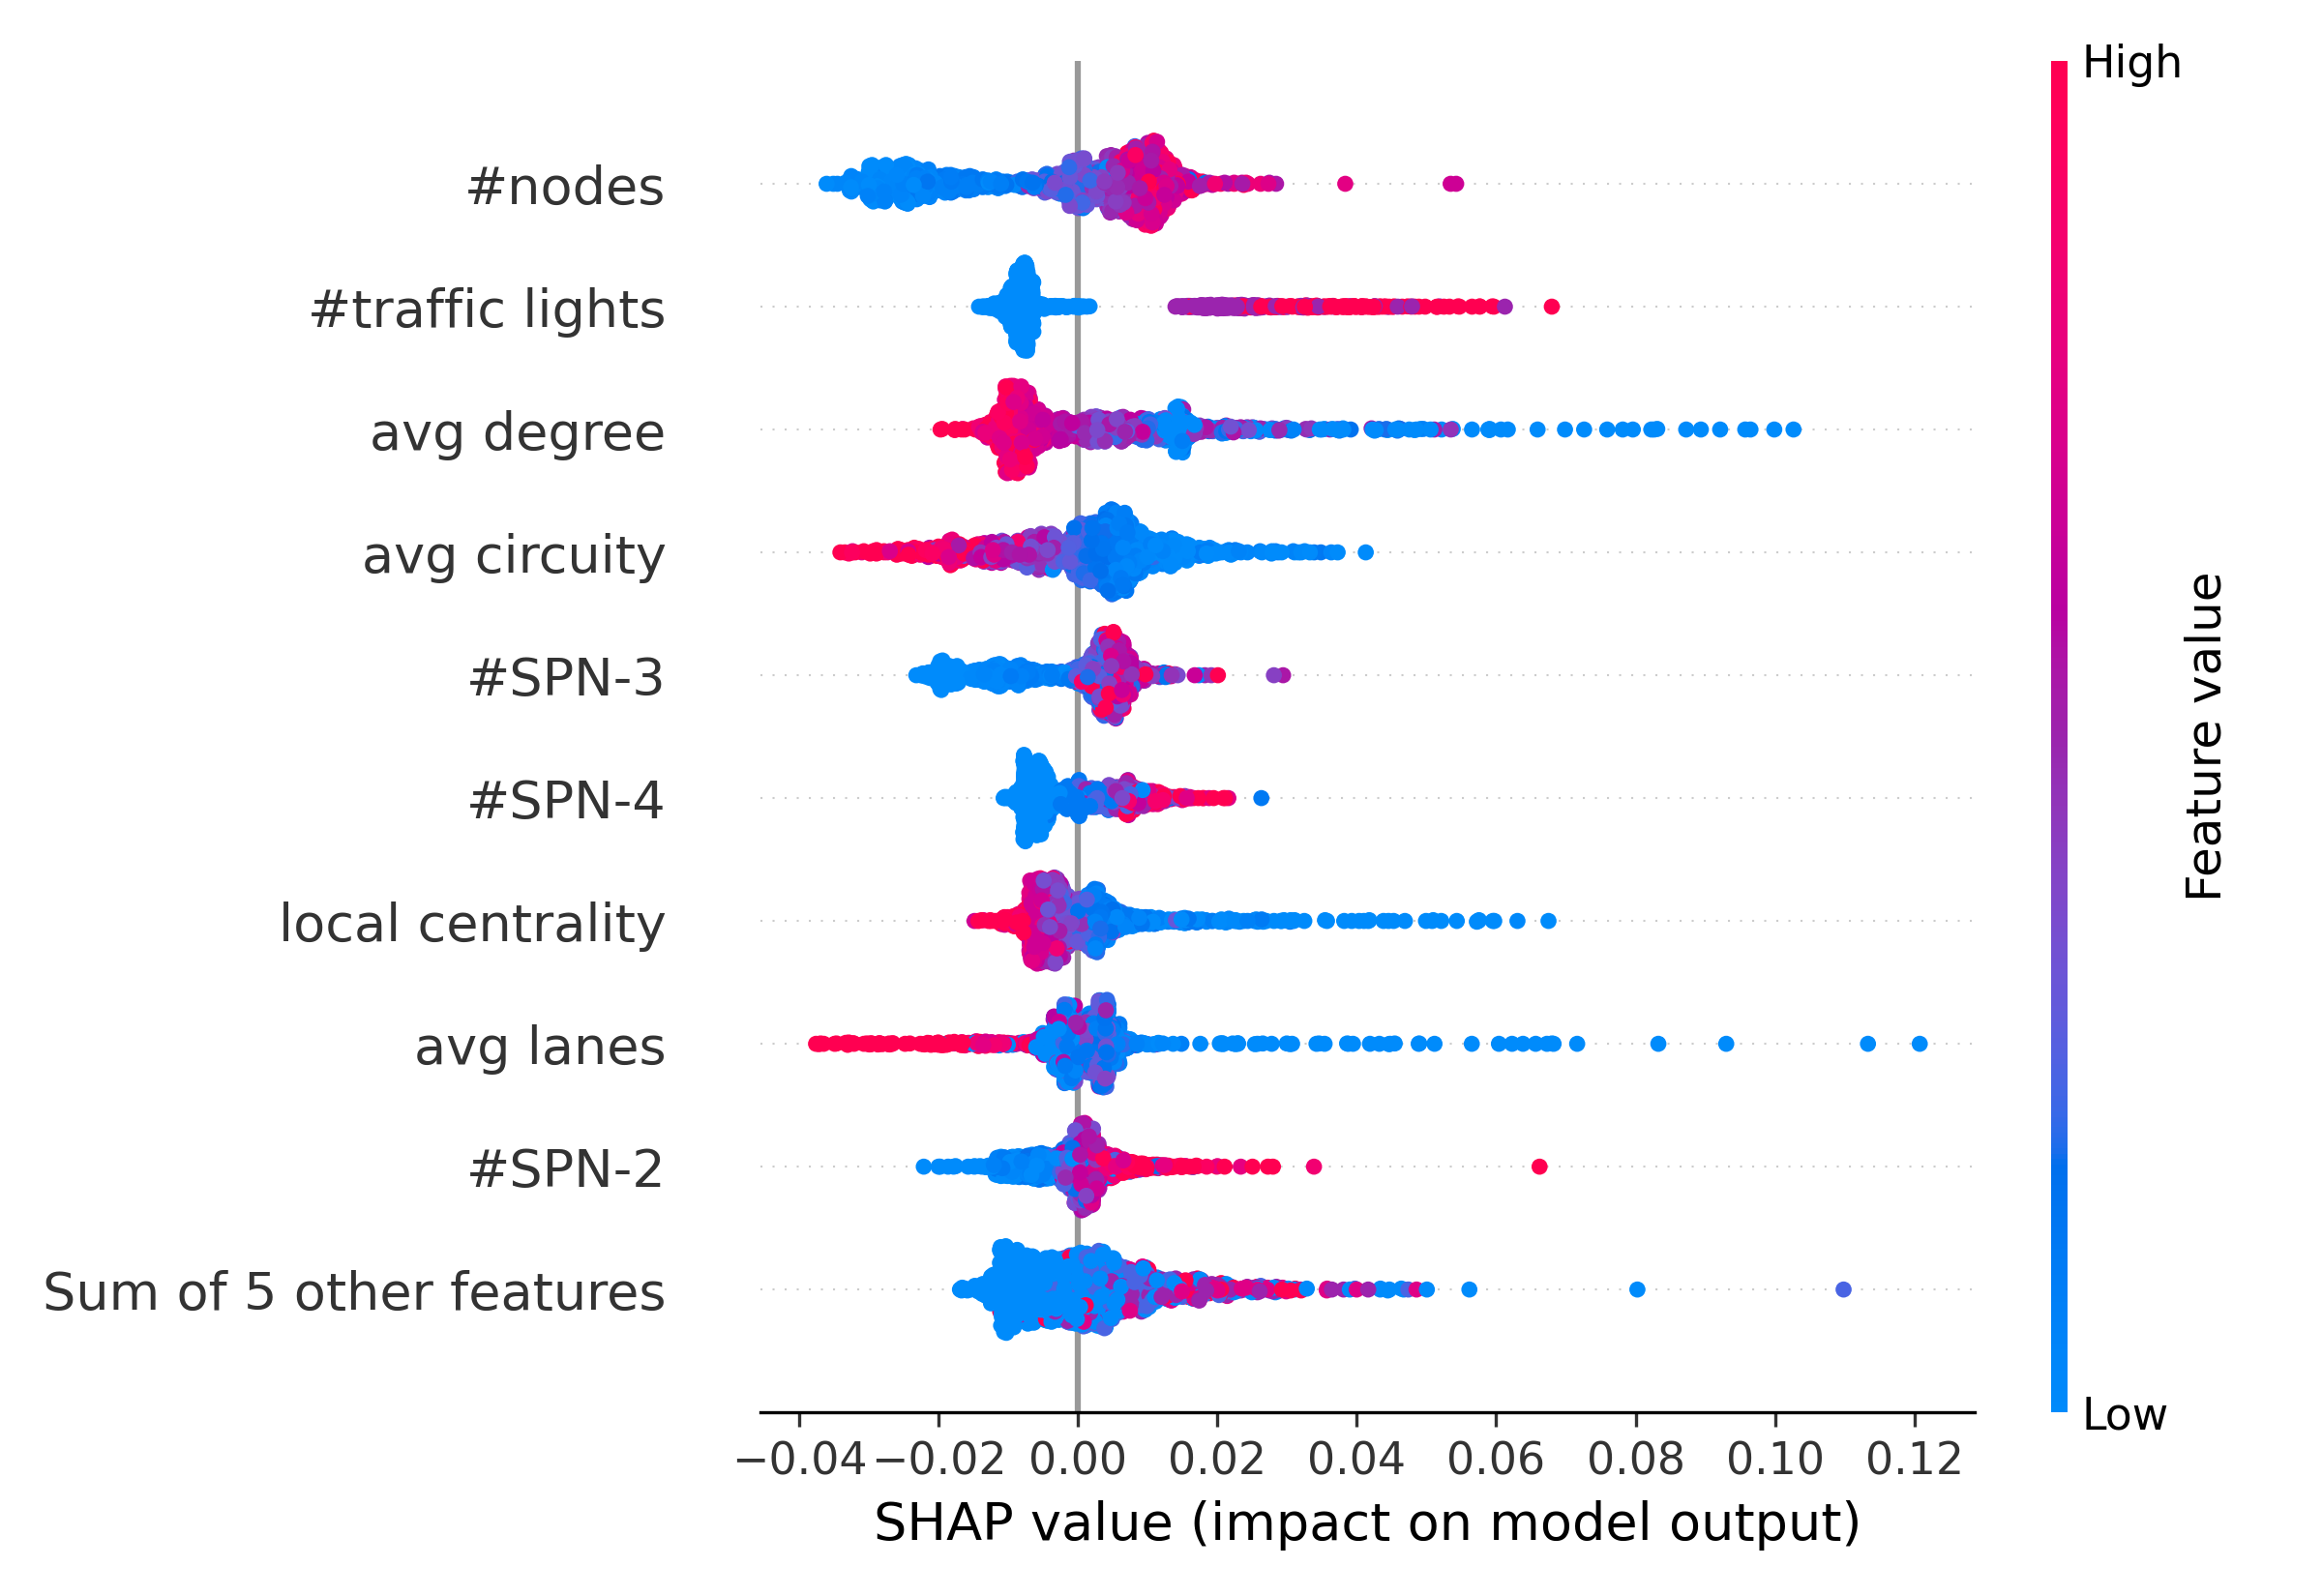 High
#nodes
#traffic lights
avg degree
avg circuity
#SPN-3
#SPN-4
local centrality
avg lanes
#SPN-2
Sum of 5 other features
Feature value
Low
−0.04 −0.02 0.00 0.02 0.04 0.06 0.08 0.10 0.12
SHAP value (impact on model output)